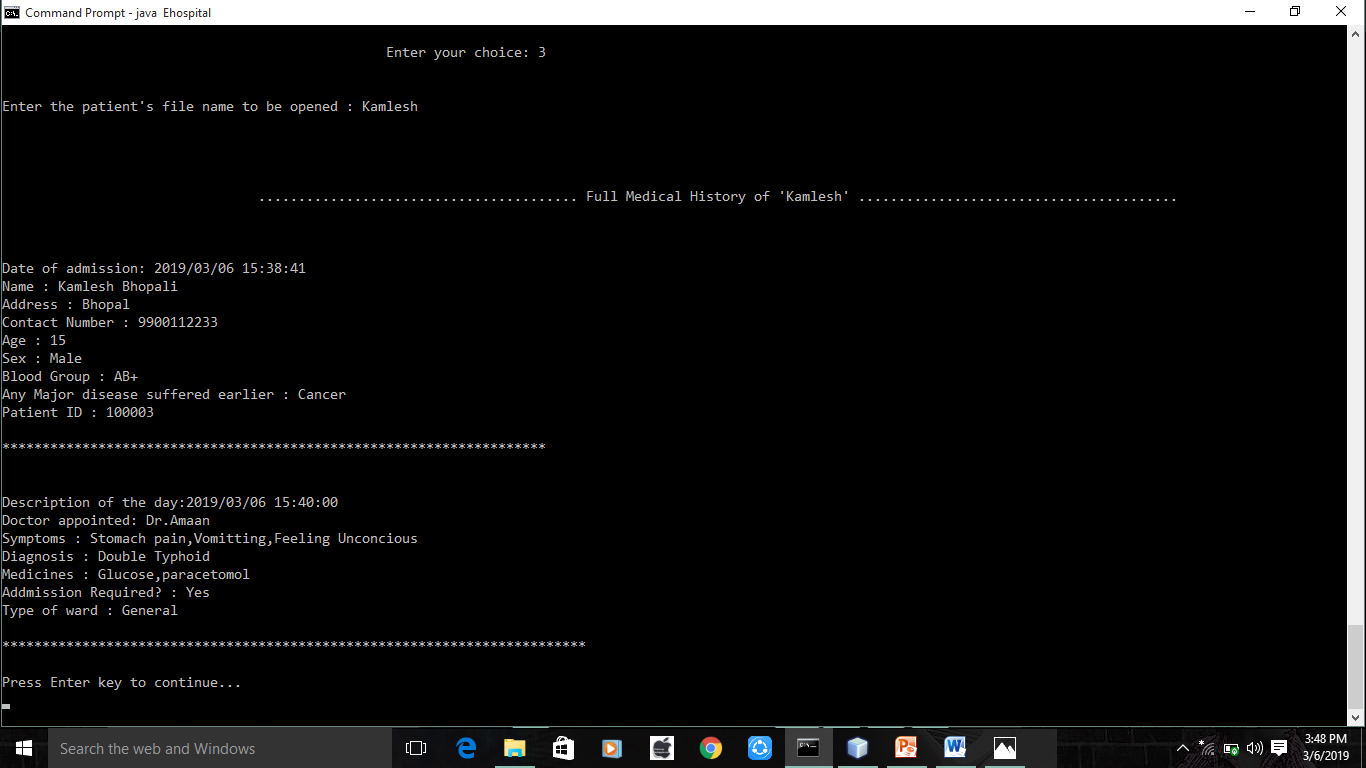 Command Prompt - java  Ehospital
Enter your choice: 3
Enter the patient's file name to be opened : Kamlesh
........................................ Full Medical History of 'Kamlesh' ........................................
Date of admission: 2019/03/06 15:38:41
Name : Kamlesh Bhopali
Address : Bhopal
Contact Number : 9900112233
Age : 15
Sex : Male
Blood Group : AB+
Any Major disease suffered earlier : Cancer
Patient ID : 100003
********************************************************************
Description of the day:2019/03/06 15:40:00
Doctor appointed: Dr.Amaan
Symptoms : Stomach pain,Vomitting,Feeling Unconcious
Diagnosis : Double Typhoid
Medicines : Glucose,paracetomol
Addmission Required? : Yes
Type of ward : General
*************************************************************************
Press Enter key to continue...
Search the web and Windows
3:48 PM
3/6/2019